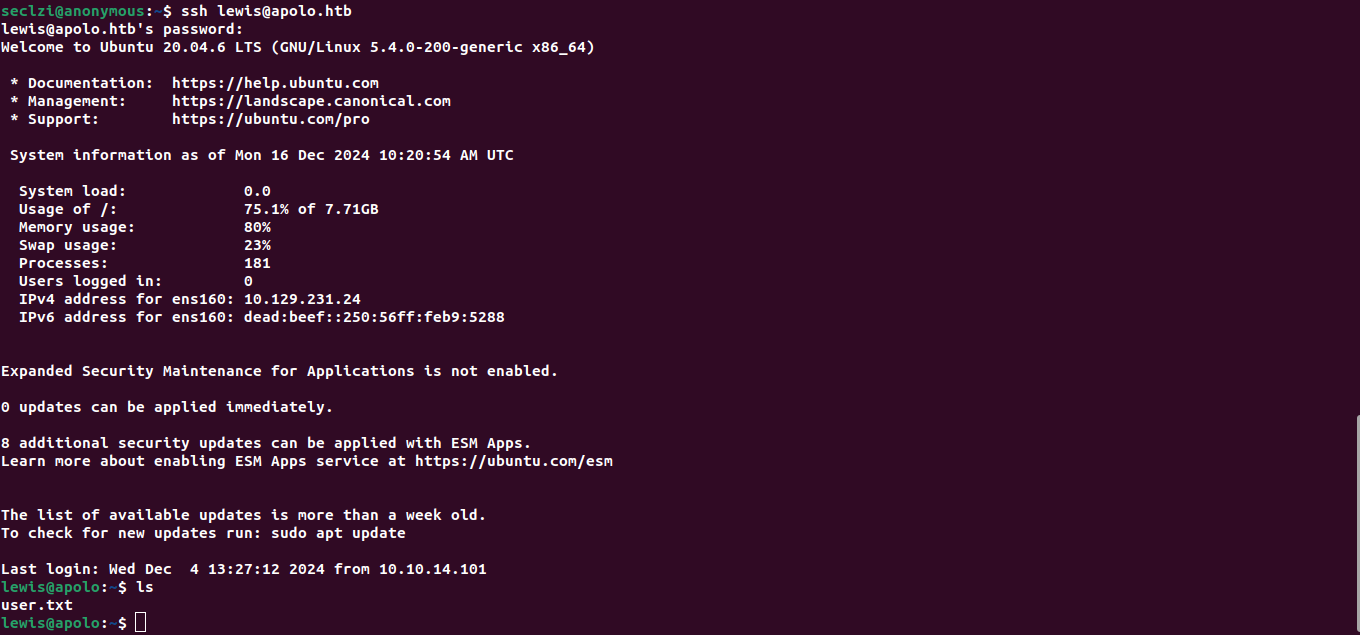 seclzi@anonymous:~$ ssh lewis@apolo.htb
lewis@apolo.htb's password:
Welcome to Ubuntu 20.04.6 LTS (GNU/Linux 5.4.0-200-generic x86_64)
* Documentation: https://help.ubuntu.com
* Management: https://landscape.canonical.com
* Support: https://ubuntu.com/pro
System information as of Mon 16 Dec 2024 10:20:54 AM UTC
System load: 0.0
Usage of /: 75.1% of 7.71GB
Memory usage: 80%
Swap usage: 23%
Processes: 181
Users logged in: 0
IPv4 address for ens160: 10.129.231.24
IPv6 address for ens160: dead:beef::250:56ff:feb9:5288
Expanded Security Maintenance for Applications is not enabled.
0 updates can be applied immediately.
8 additional security updates can be applied with ESM Apps.
Learn more about enabling ESM Apps service at https://ubuntu.com/esm
The list of available updates is more than a week old.
To check for new updates run: sudo apt update
Last login: Wed Dec  4 13:27:12 2024 from 10.10.14.101
lewis@apolo:~$ ls
user.txt
lewis@apolo:~$